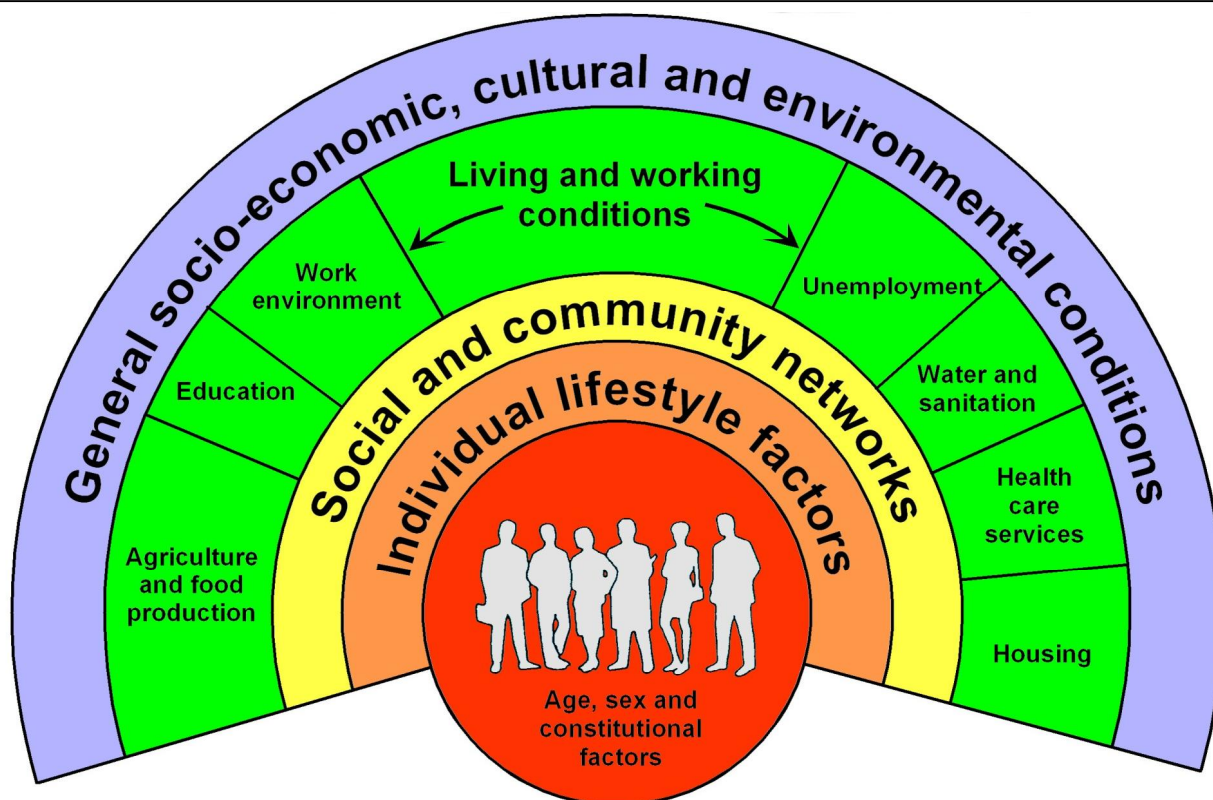 General socio-economic, cultural and environmental conditions
Living and working
conditions
Work
environment
Unemployment
Education
Water and
sanitation
Agriculture
and food
production
Health
care
services
Housing
Social and community networks
Individual lifestyle factors
Age, sex and
constitutional
factors